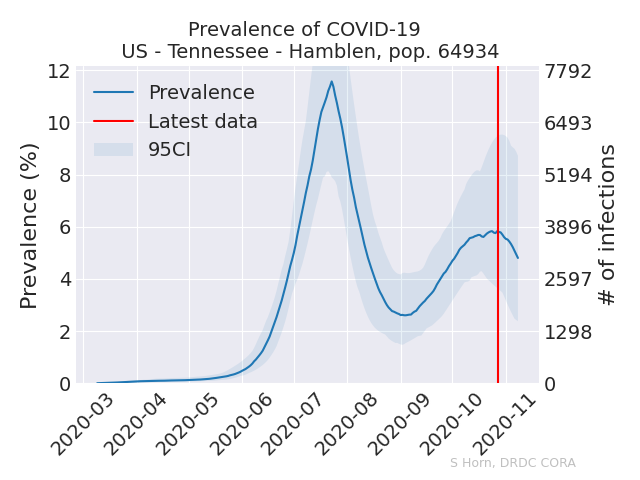 Prevalence of COVID-19
US - Tennessee - Hamblen, pop. 64934
Prevalence (%)
12
10
8
6
4
2
0
Prevalence
Latest data
95CI
7792
6493
5194
3896
2597
1298
0
# of infections
2020-03
2020-04
2020-05
2020-06
2020-07
2020-08
2020-09
2020-10
2020-11
S Horn, DRDC CORA